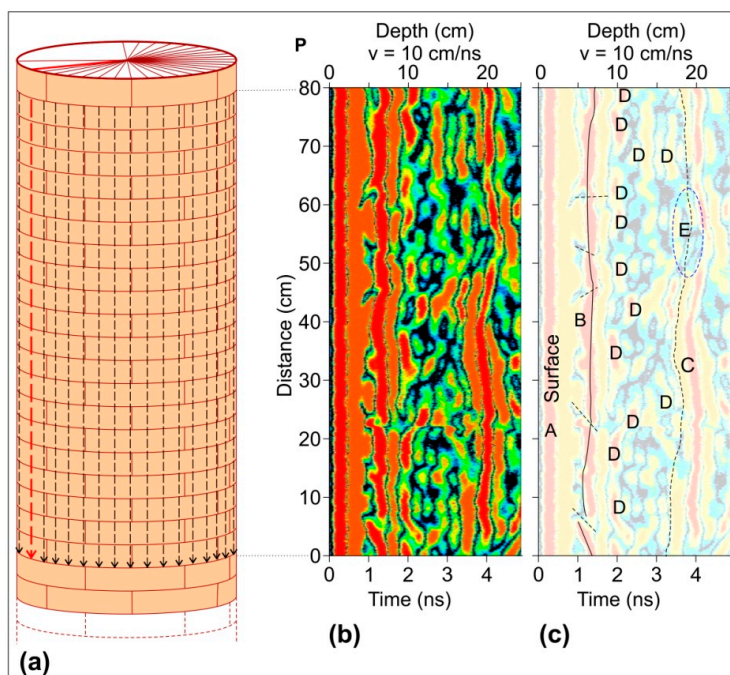 P
Depth (cm)
v = 10 cm/ns
0 10 20
80
70
60
50
40
30
20
10
0
Distance (cm)
0 1 2 3 4
Time (ns)
Depth (cm)
v = 10 cm/ns
0 10 20
D
D
D D
D
D
E
D
B D
D
C
Surface
D
A D
D
D
0 1 2 3 4
Time (ns)
(a)
(b)
(c)